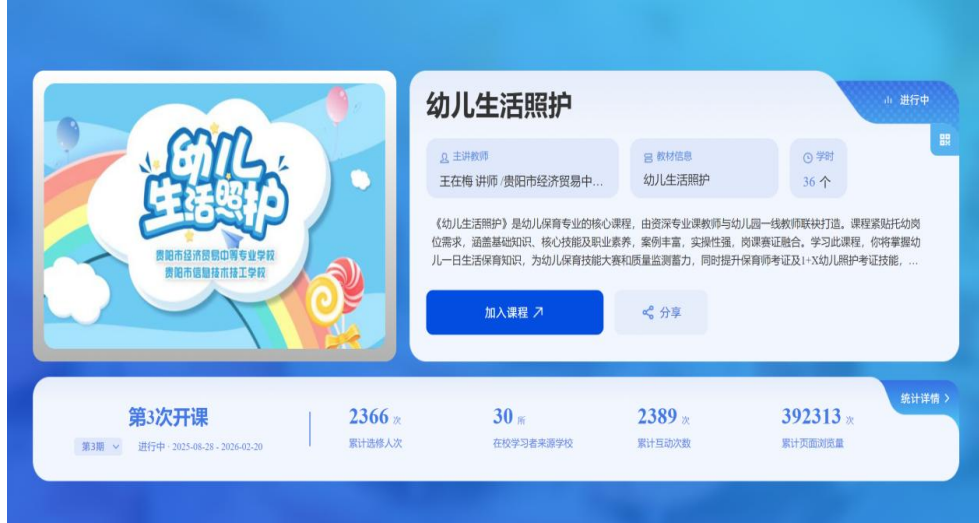 幼儿
生活照护
贵阳市经济贸易中等专业学校
贵阳市信息技术技工学校
幼儿生活照护
进行中
主讲教师
王在梅 讲师 /贵阳市经济贸易中…
教材信息
幼儿生活照护
学时
36 个
《幼儿生活照护》是幼儿保育专业的核心课程，由资深专业课教师与幼儿园一线教师联袂打造。课程紧贴托幼岗
位需求，涵盖基础知识、核心技能及职业素养，案例丰富，实操性强，岗课赛证融合。学习此课程，你将掌握幼
儿一日生活保育知识，为幼儿保育技能大赛和质量监测蓄力，同时提升保育师考证及1+X幼儿照护考证技能，…
加入课程
分享
统计详情
第3次开课
第3期
进行中 · 2025-08-28 - 2026-02-20
2366 次
累计选修人次
30 所
在校学习者来源学校
2389 次
累计互动次数
392313 次
累计页面浏览量